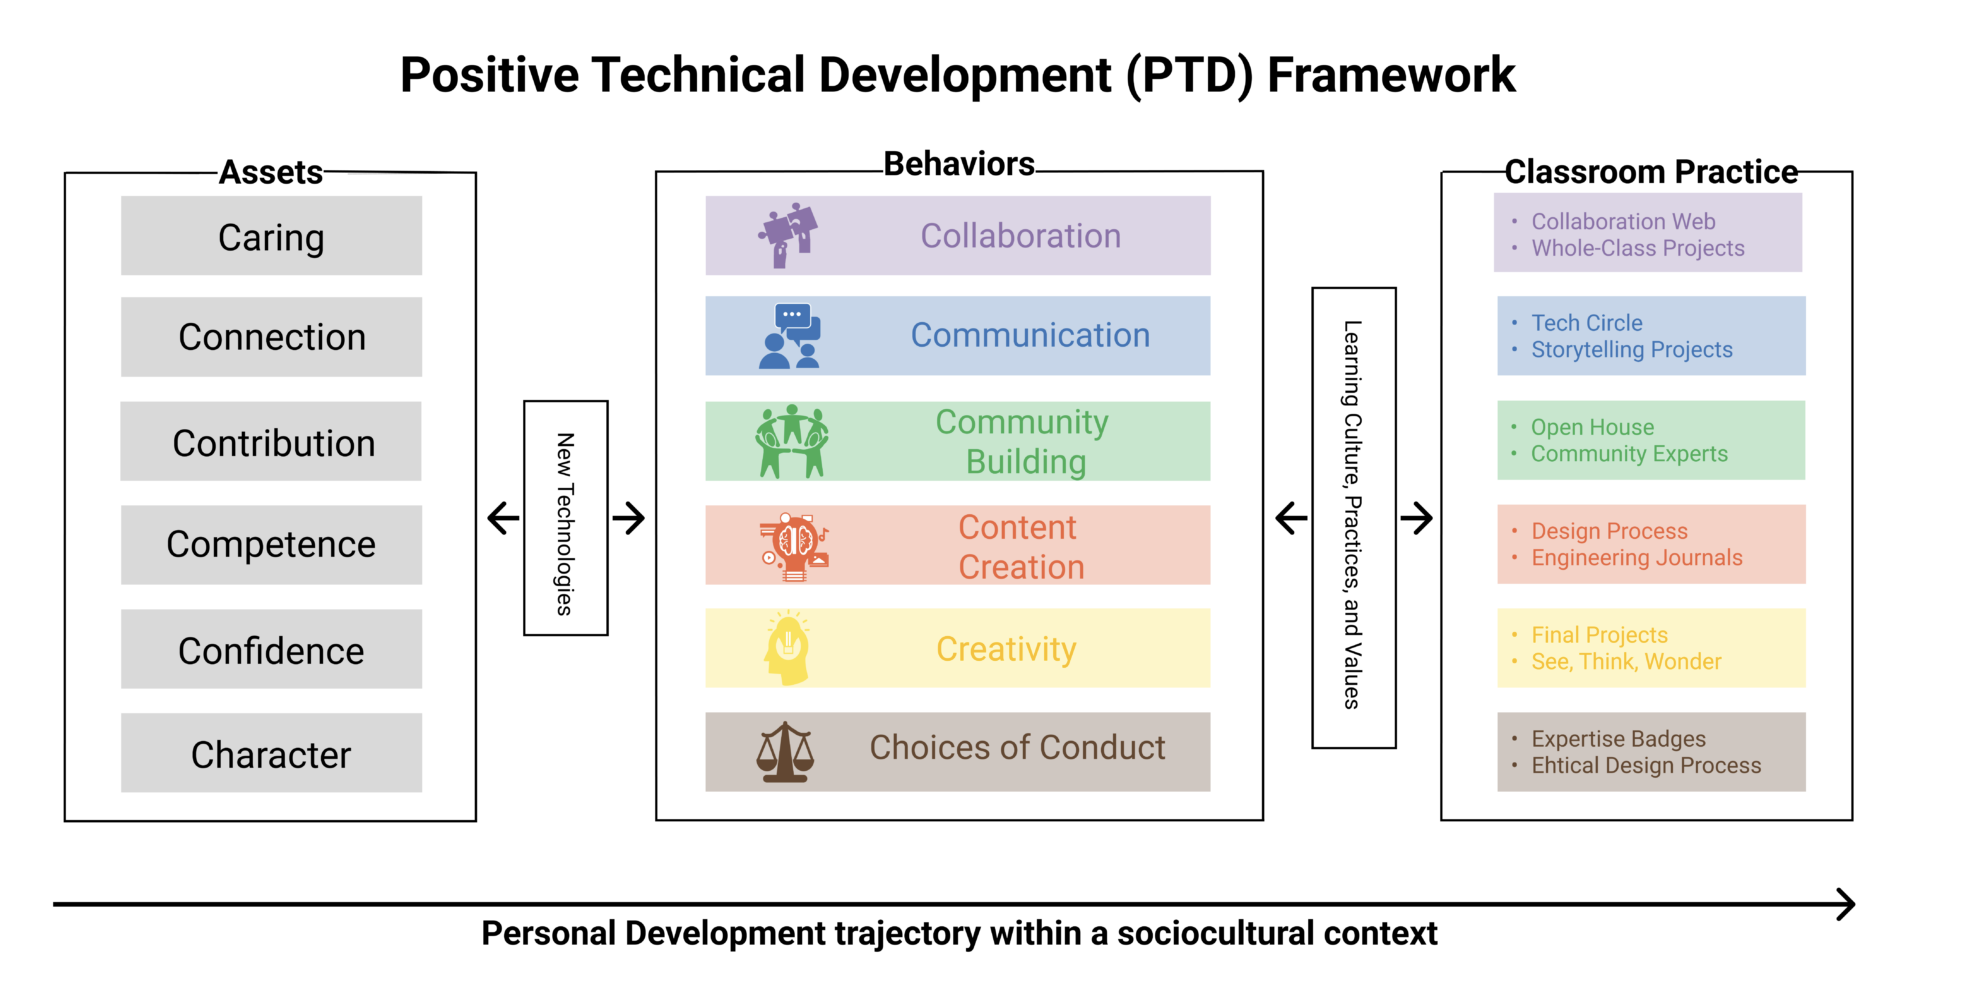 Positive Technical Development (PTD) Framework
Assets
Caring
Connection
Contribution
Competence
Confidence
Character
New Technologies
Behaviors
Collaboration
Communication
Community
Building
Content
Creation
Creativity
Choices of Conduct
Learning Culture, Practices, and Values
Classroom Practice
• Collaboration Web
• Whole-Class Projects
• Tech Circle
• Storytelling Projects
• Open House
• Community Experts
• Design Process
• Engineering Journals
• Final Projects
• See, Think, Wonder
• Expertise Badges
• Ehtical Design Process
Personal Development trajectory within a sociocultural context